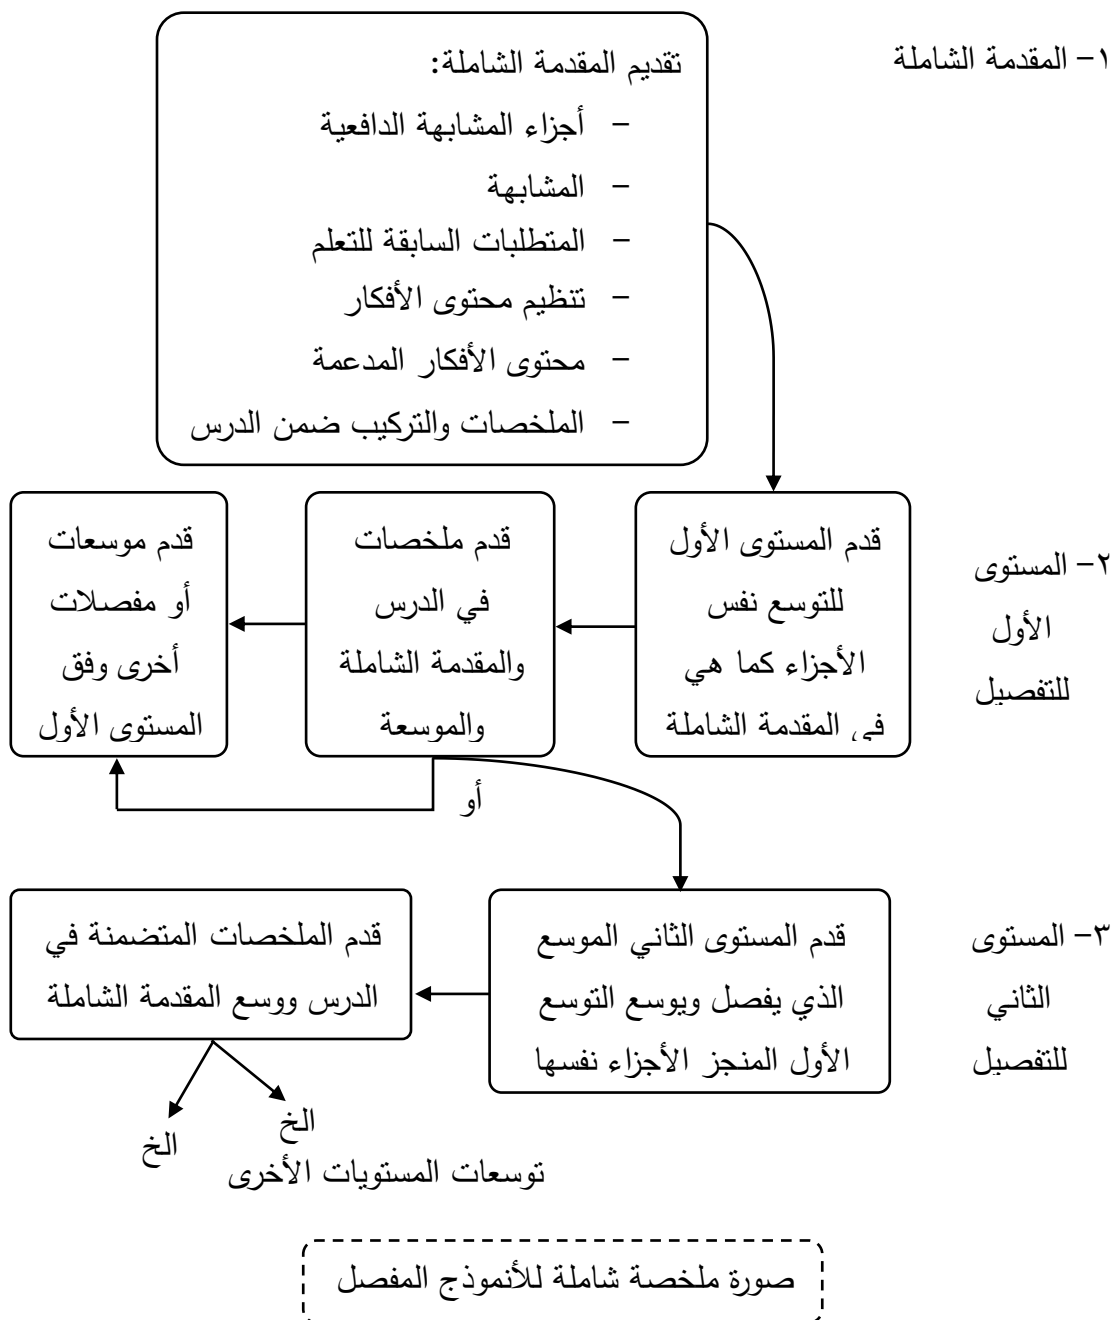 ١– المقدمة الشاملة
تقديم المقدمة الشاملة:
– أجزاء المشابهة الدافعية
– المشابهة
– المتطلبات السابقة للتعلم
– تنظيم محتوى الأفكار
– محتوى الأفكار المدعمة
– الملخصات والتركيب ضمن الدرس
٢– المستوى
الأول
للتفصيل
قدم المستوى الأول
للتوسع نفس
الأجزاء كما هي
في المقدمة الشاملة
قدم ملخصات
في الدرس
والمقدمة الشاملة
والموسعة
قدم موسعات
أو مفصلات
أخرى وفق
المستوى الأول
أو
٣– المستوى
الثاني
للتفصيل
قدم المستوى الثاني الموسع
الذي يفصل ويوسع التوسع
الأول المنجز الأجزاء نفسها
قدم الملخصات المتضمنة في
الدرس ووسع المقدمة الشاملة
الخ
الخ
توسعات المستويات الأخرى
صورة ملخصة شاملة للأنموذج المفصل